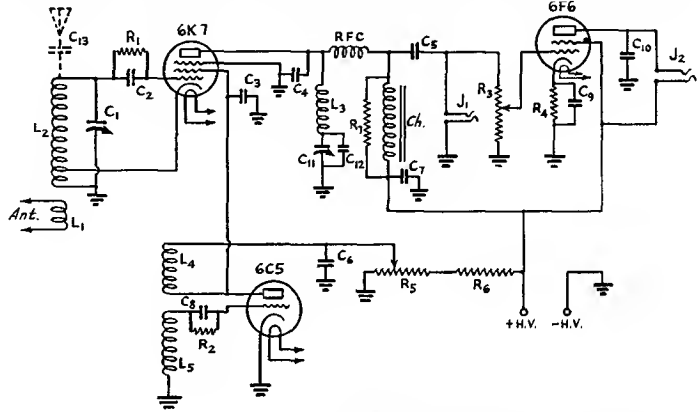 6K7
6F6
C13
R1
RFC
C5
C2
C3
C4
C10
J2
C1
L2
L3
R3
J1
R4
C9
R7
Ch.
C11
C12
C7
Ant.
L1
L4
6C5
C6
R5
R6
C8
R2
L5
+H.V.
-H.V.